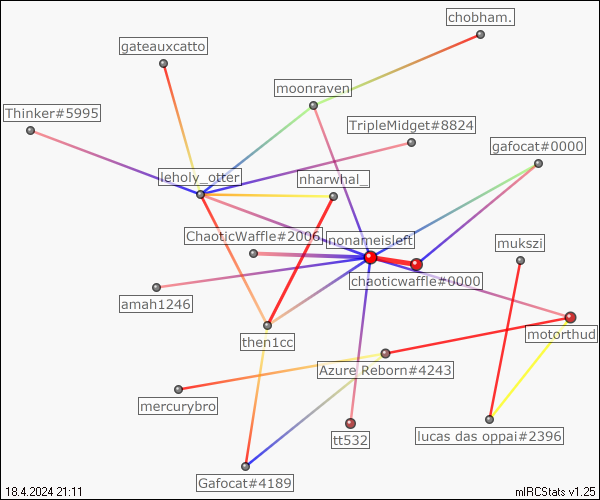 chobham.
gateauxcatto
moonraven
Thinker#5995
TripleMidget#8824
gafocat#0000
leholy_otter
nharwhal_
ChaoticWaffle#2006
nonameisleft
mukszi
chaoticwaffle#0000
amah1246
motorthud
then1cc
Azure Reborn#4243
mercurybro
lucas das oppai#2396
tt532
Gafocat#4189
18.4.2024 21:11
mIRCStats v1.25